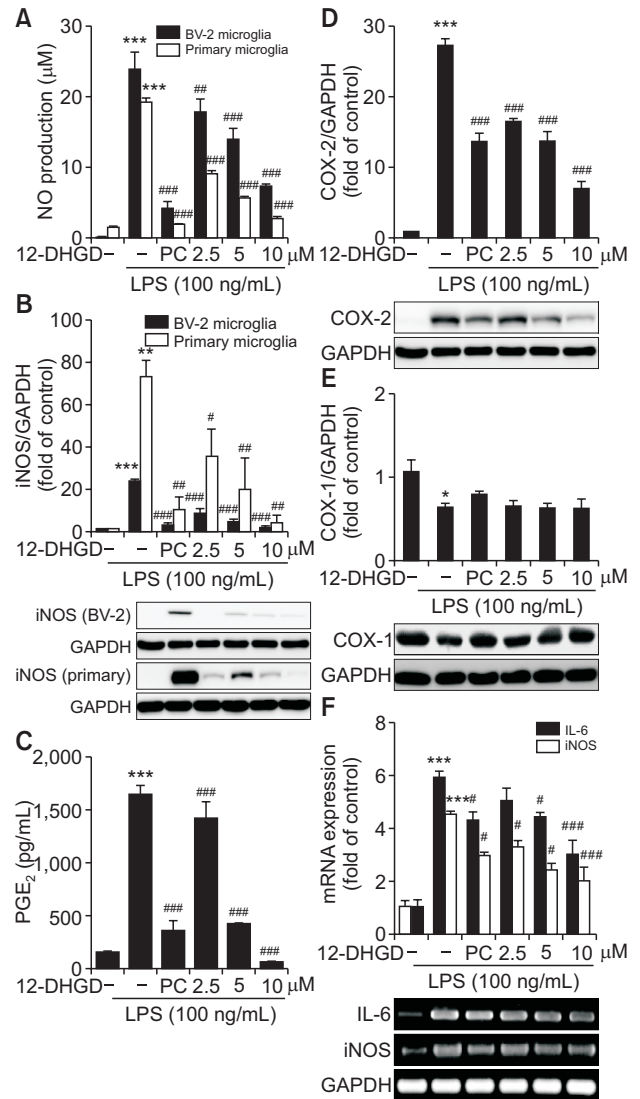 A
NO production (μM)
30
20
10
0
BV-2 microglia
Primary microglia
***
***
##
###
###
###
###
###
###
###
12-DHGD
–
–
PC
2.5
5
10
μM
LPS (100 ng/mL)
B
iNOS/GAPDH
(fold of control)
100
80
60
40
20
0
BV-2 microglia
Primary microglia
***
**
###
##
###
#
###
##
###
##
12-DHGD
–
–
PC
2.5
5
10
μM
LPS (100 ng/mL)
iNOS (BV-2)
GAPDH
iNOS (primary)
GAPDH
C
PGE2 (pg/mL)
2,000
1,500
1,000
500
0
***
###
###
###
###
12-DHGD
–
–
PC
2.5
5
10
μM
LPS (100 ng/mL)
D
COX-2/GAPDH
(fold of control)
30
20
10
0
***
###
###
###
###
12-DHGD
–
–
PC
2.5
5
10
μM
LPS (100 ng/mL)
COX-2
GAPDH
E
COX-1/GAPDH
(fold of control)
2
1
0
*
12-DHGD
–
–
PC
2.5
5
10
μM
LPS (100 ng/mL)
COX-1
GAPDH
F
mRNA expression
(fold of control)
8
6
4
2
0
IL-6
iNOS
***
***
#
#
#
#
#
###
###
12-DHGD
–
–
PC
2.5
5
10
μM
LPS (100 ng/mL)
IL-6
iNOS
GAPDH